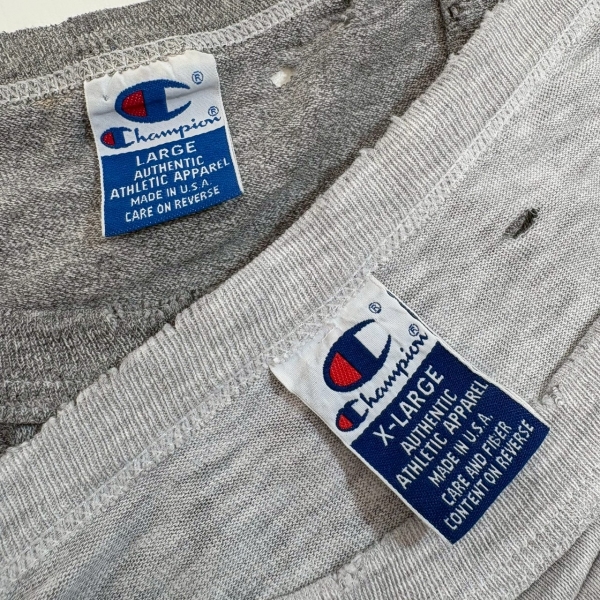 ®
Champion®
LARGE
AUTHENTIC
ATHLETIC APPAREL
MADE IN U.S.A.
CARE ON REVERSE
®
Champion®
X-LARGE
AUTHENTIC
ATHLETIC APPAREL
MADE IN U.S.A.
CARE AND FIBER
CONTENT ON REVERSE